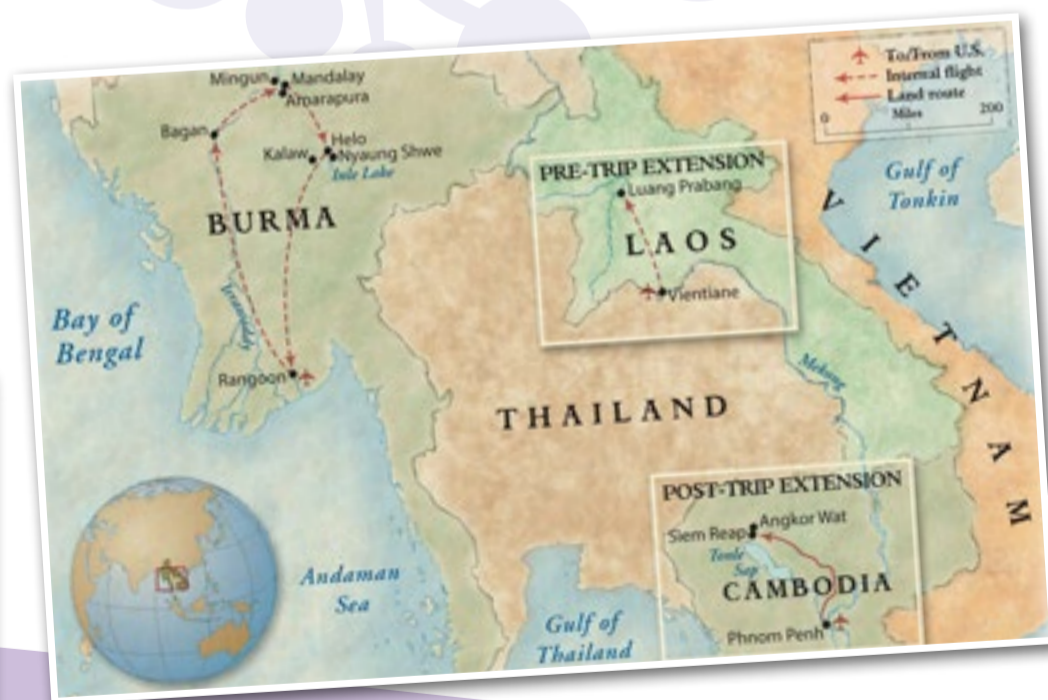 To/From U.S.
Internal flight
Land route
0 Miles 200
Mingun
Mandalay
Amarapura
Bagan
Helo
Kalaw
Nyaung Shwe
Inle Lake
BURMA
Bay of
Bengal
Irrawaddy
Rangoon
Andaman
Sea
PRE-TRIP EXTENSION
Luang Prabang
LAOS
Vientiane
Gulf of
Tonkin
VIETNAM
THAILAND
Mekong
POST-TRIP EXTENSION
Angkor Wat
Siem Reap
Tonle
Sap
CAMBODIA
Phnom Penh
Gulf of
Thailand